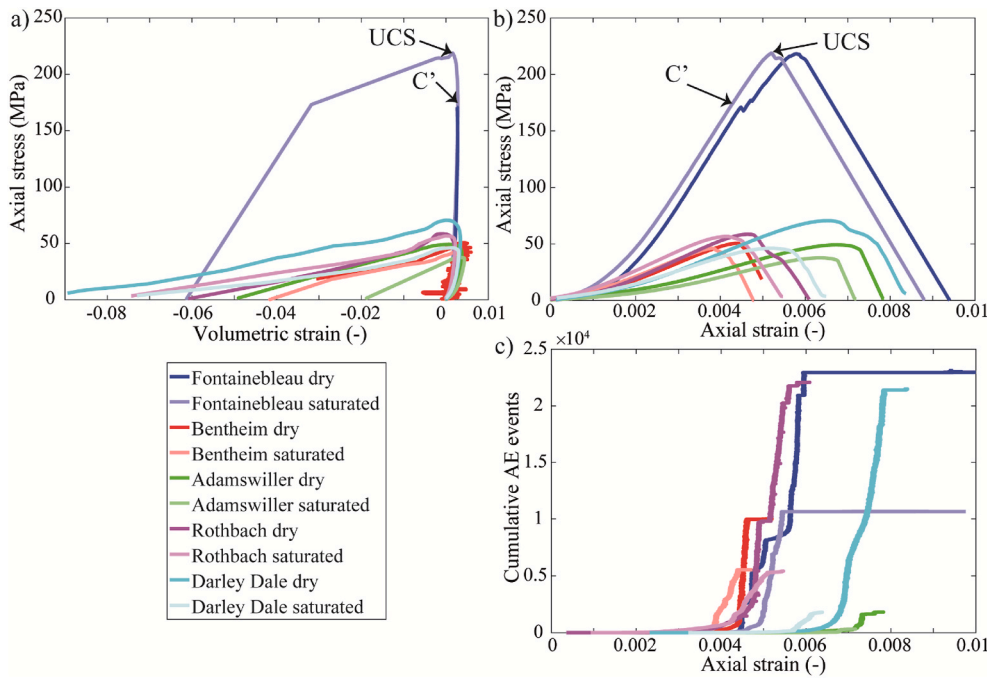 a)
250
200
150
100
50
0
Axial stress (MPa)
UCS
C’
-0.08 -0.06 -0.04 -0.02 0 0.01
Volumetric strain (-)
b)
250
200
150
100
50
0
Axial stress (MPa)
UCS
C’
0.002 0.004 0.006 0.008 0.01
Axial strain (-)
Fontainebleau dry
Fontainebleau saturated
Bentheim dry
Bentheim saturated
Adamswiller dry
Adamswiller saturated
Rothbach dry
Rothbach saturated
Darley Dale dry
Darley Dale saturated
c)
×10⁴
2.5
2
1.5
1
0.5
0
Cumulative AE events
0 0.002 0.004 0.006 0.008 0.01
Axial strain (-)